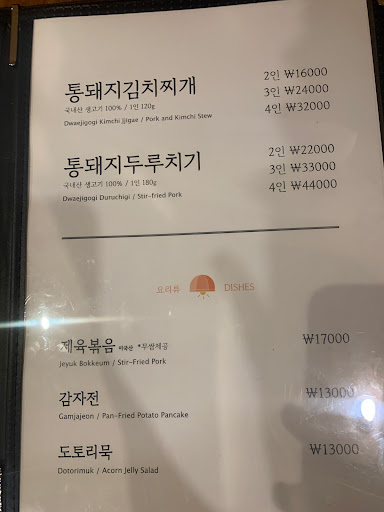 통돼지김치찌개
국내산 생고기 100% / 1인 120g
Dwaejigogi Kimchi Jjigae / Pork and Kimchi Stew
2인 ₩16000
3인 ₩24000
4인 ₩32000
통돼지두루치기
국내산 생고기 100% / 1인 180g
Dwaejigogi Duruchigi / Stir-fried Pork
2인 ₩22000
3인 ₩33000
4인 ₩44000
요리류 DISHES
제육볶음 미국산 *무쌈제공 ₩17000
Jeyuk Bokkeum / Stir-Fried Pork
감자전 ₩13000
Gamjajeon / Pan-Fried Potato Pancake
도토리묵 ₩13000
Dotorimuk / Acorn Jelly Salad